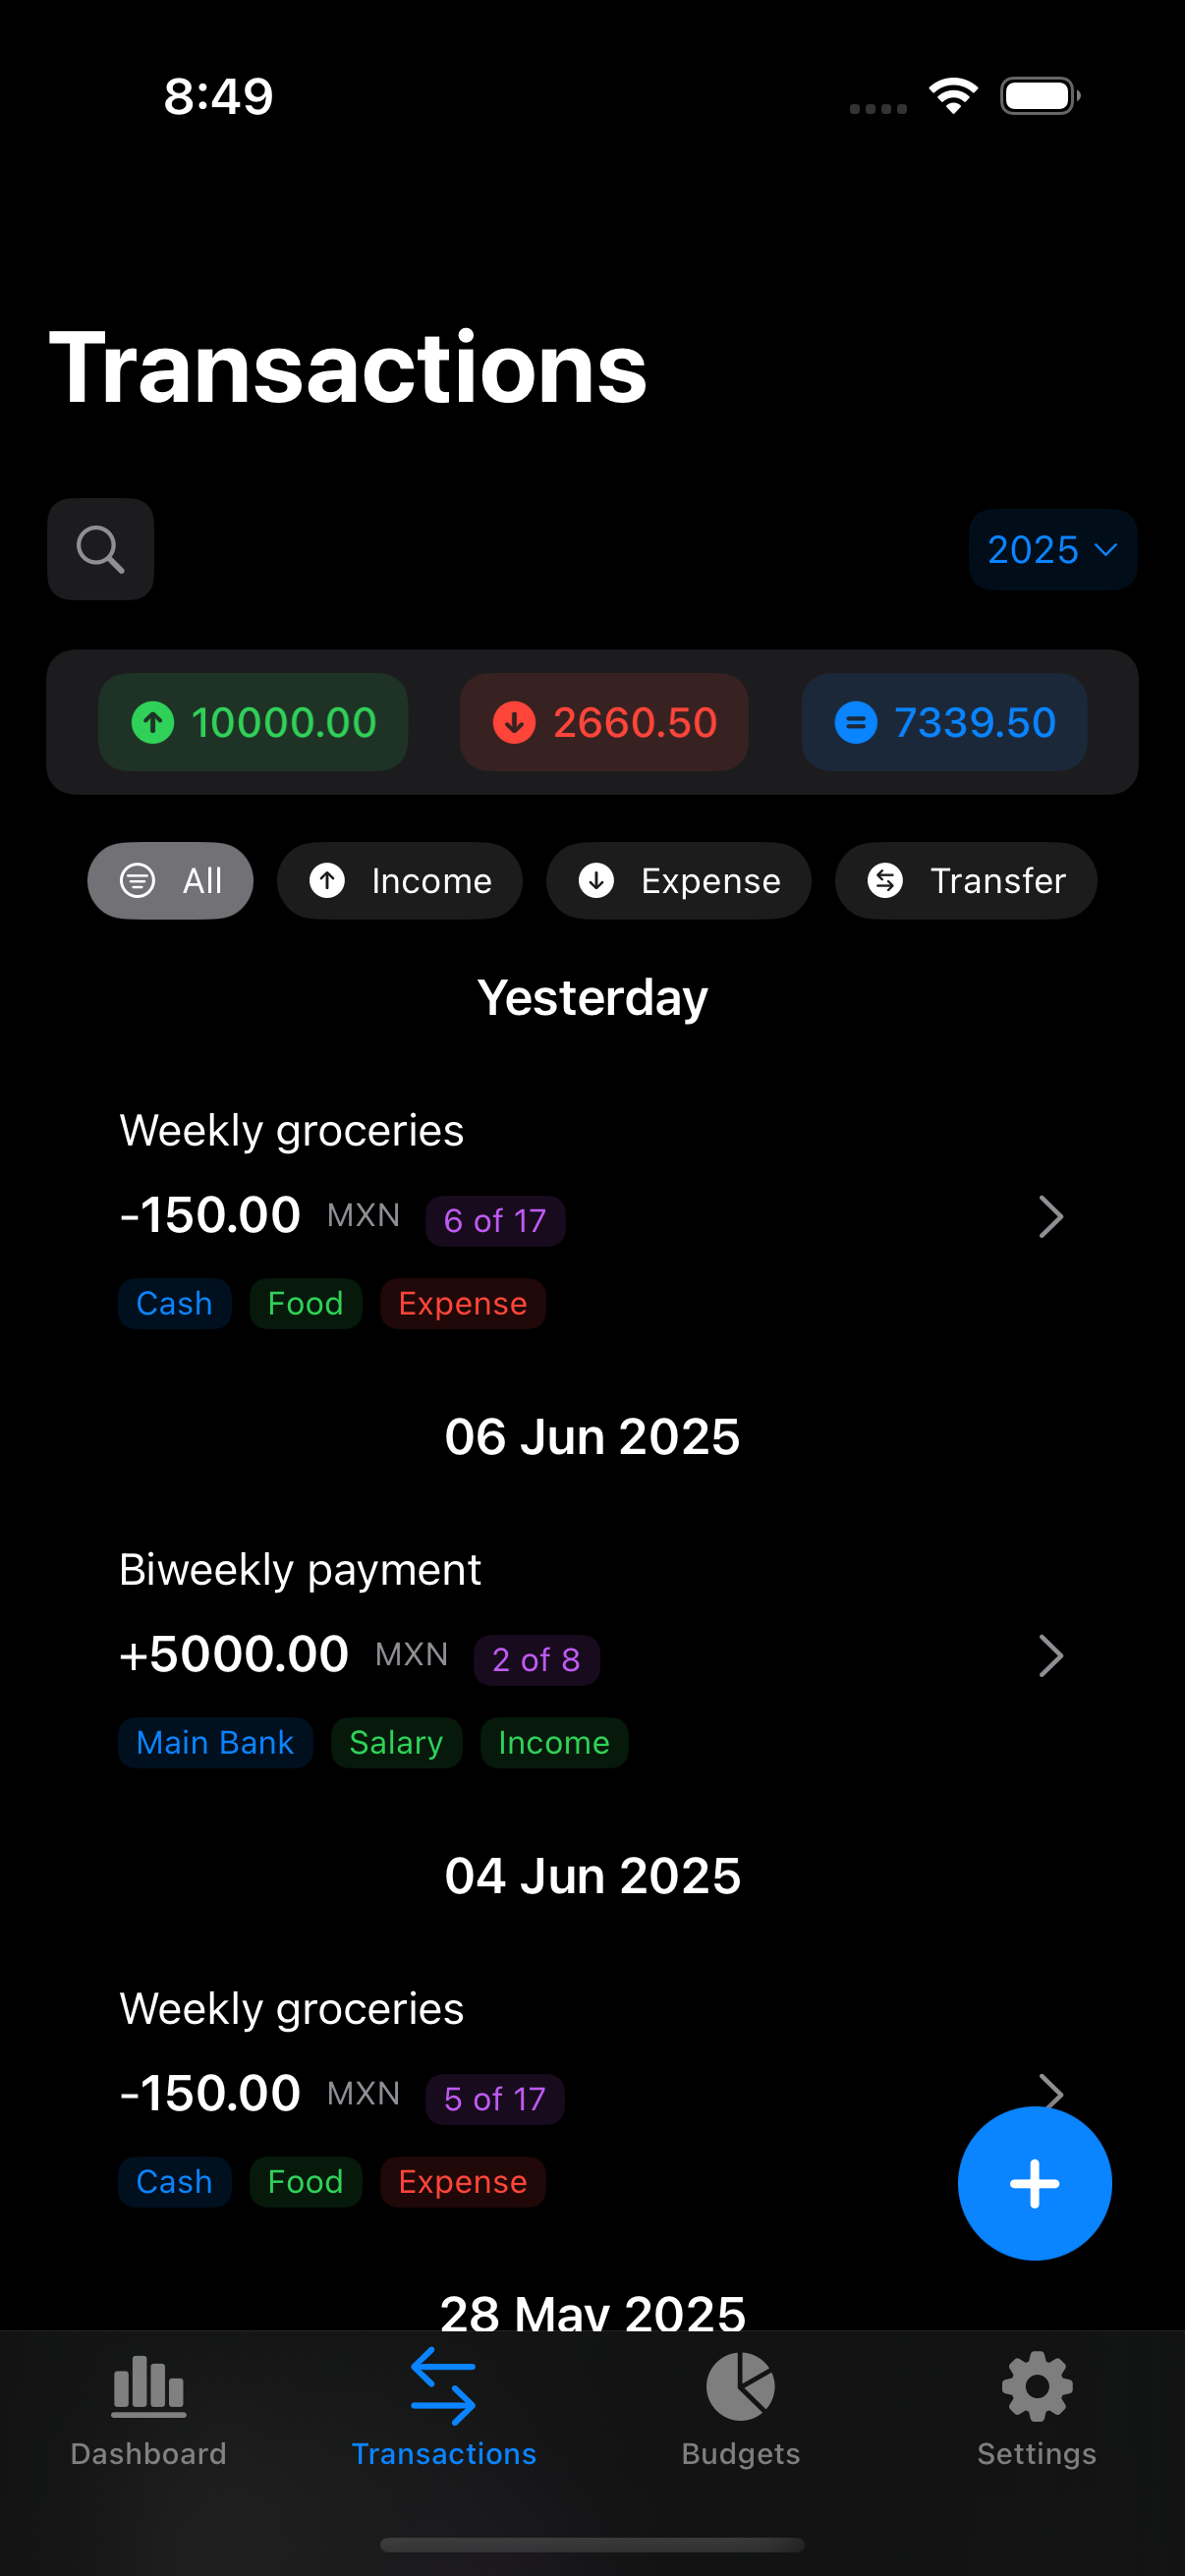 8:49
Transactions
2025
10000.00 2660.50 7339.50
All Income Expense Transfer
Yesterday
Weekly groceries
-150.00 MXN 6 of 17
Cash Food Expense
06 Jun 2025
Biweekly payment
+5000.00 MXN 2 of 8
Main Bank Salary Income
04 Jun 2025
Weekly groceries
-150.00 MXN 5 of 17
Cash Food Expense
28 May 2025
Dashboard Transactions Budgets Settings